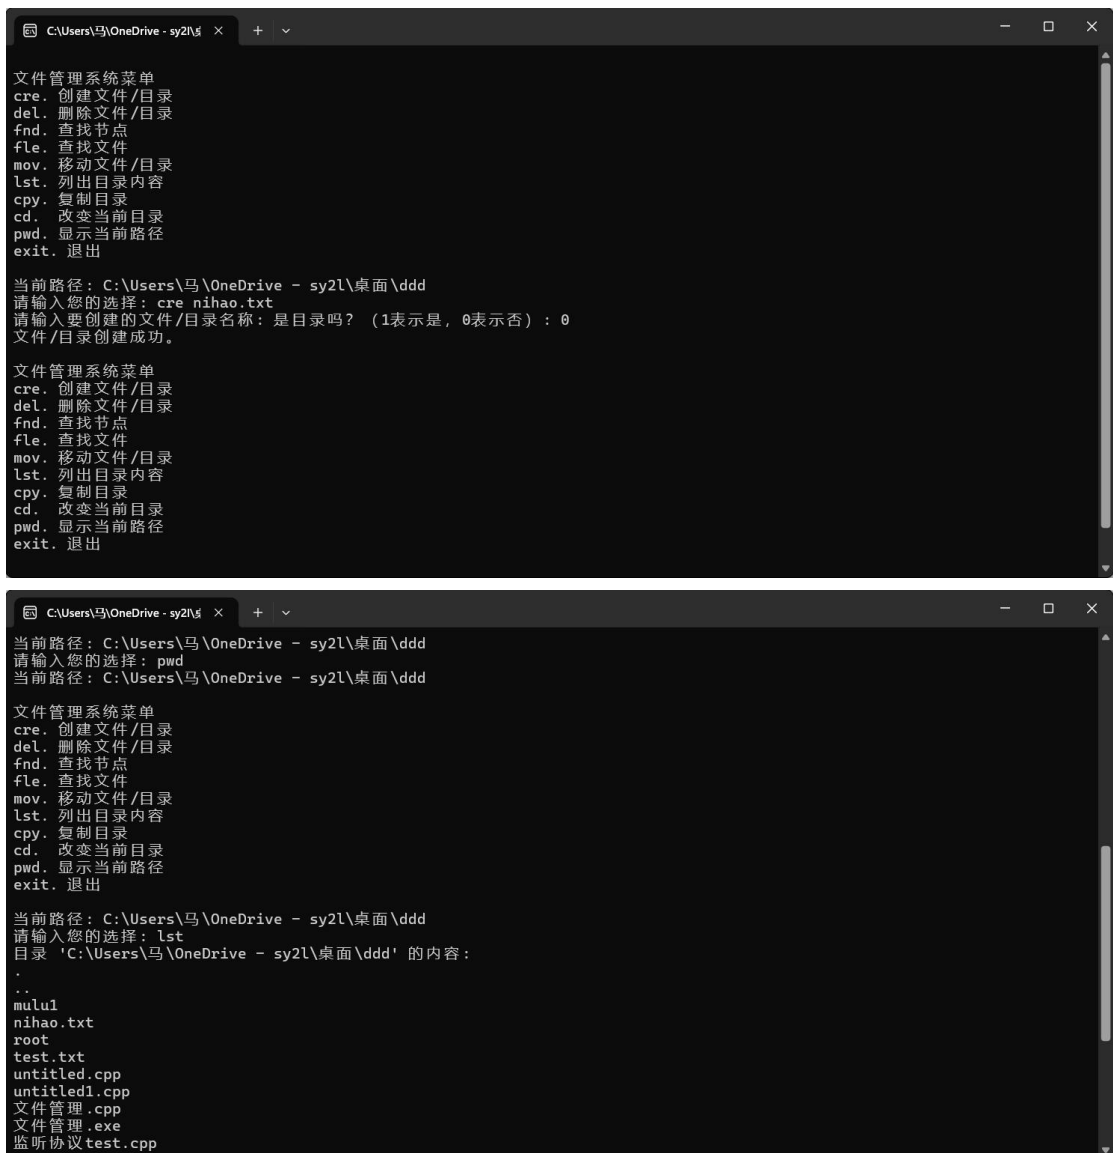 C:\Users\马\OneDrive - sy2l\桌
文件管理系统菜单
cre. 创建文件/目录
del. 删除文件/目录
fnd. 查找节点
fle. 查找文件
mov. 移动文件/目录
lst. 列出目录内容
cpy. 复制目录
cd.  改变当前目录
pwd. 显示当前路径
exit. 退出
当前路径: C:\Users\马\OneDrive - sy2l\桌面\ddd
请输入您的选择: cre nihao.txt
请输入要创建的文件/目录名称: 是目录吗? (1表示是, 0表示否) : 0
文件/目录创建成功。
文件管理系统菜单
cre. 创建文件/目录
del. 删除文件/目录
fnd. 查找节点
fle. 查找文件
mov. 移动文件/目录
lst. 列出目录内容
cpy. 复制目录
cd.  改变当前目录
pwd. 显示当前路径
exit. 退出
C:\Users\马\OneDrive - sy2l\桌
当前路径: C:\Users\马\OneDrive - sy2l\桌面\ddd
请输入您的选择: pwd
当前路径: C:\Users\马\OneDrive - sy2l\桌面\ddd
文件管理系统菜单
cre. 创建文件/目录
del. 删除文件/目录
fnd. 查找节点
fle. 查找文件
mov. 移动文件/目录
lst. 列出目录内容
cpy. 复制目录
cd.  改变当前目录
pwd. 显示当前路径
exit. 退出
当前路径: C:\Users\马\OneDrive - sy2l\桌面\ddd
请输入您的选择: lst
目录 'C:\Users\马\OneDrive - sy2l\桌面\ddd' 的内容:
.
..
mulu1
nihao.txt
root
test.txt
untitled.cpp
untitled1.cpp
文件管理.cpp
文件管理.exe
监听协议test.cpp